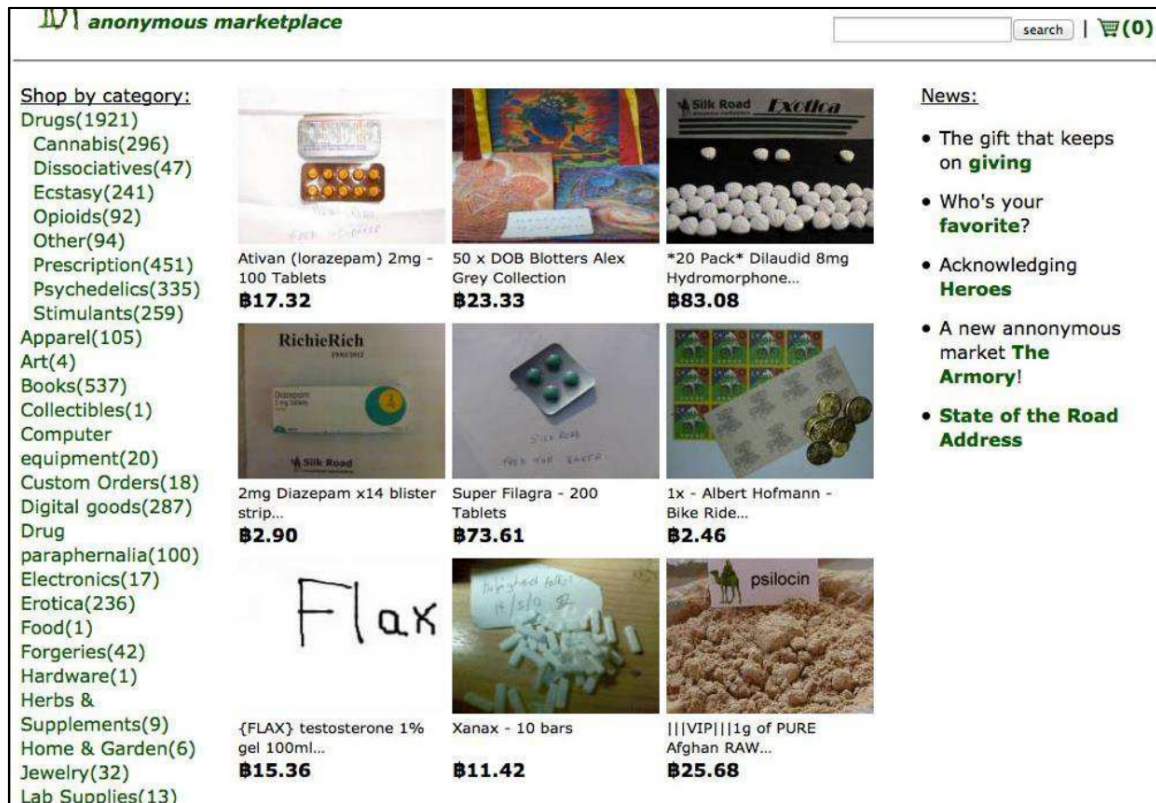 anonymous marketplace
search | (0)
Shop by category:
Drugs(1921)
Cannabis(296)
Dissociatives(47)
Ecstasy(241)
Opioids(92)
Other(94)
Prescription(451)
Psychedelics(335)
Stimulants(259)
Apparel(105)
Art(4)
Books(537)
Collectibles(1)
Computer
equipment(20)
Custom Orders(18)
Digital goods(287)
Drug
paraphernalia(100)
Electronics(17)
Erotica(236)
Food(1)
Forgeries(42)
Hardware(1)
Herbs &
Supplements(9)
Home & Garden(6)
Jewelry(32)
Lab Supplies(13)
Ativan (lorazepam) 2mg -
100 Tablets
฿17.32
50 x DOB Blotters Alex
Grey Collection
฿23.33
Silk Road Exotica
*20 Pack* Dilaudid 8mg
Hydromorphone...
฿83.08
RichieRich
Diazepam
Silk Road
2mg Diazepam x14 blister
strip...
฿2.90
SILK ROAD
Super Filagra - 200
Tablets
฿73.61
1x - Albert Hofmann -
Bike Ride...
฿2.46
Flax
{FLAX} testosterone 1%
gel 100ml...
฿15.36
Xanax - 10 bars
฿11.42
psilocin
|||VIP|||1g of PURE
Afghan RAW...
฿25.68
News:
The gift that keeps
on giving
Who's your
favorite?
Acknowledging
Heroes
A new annonymous
market The
Armory!
State of the Road
Address